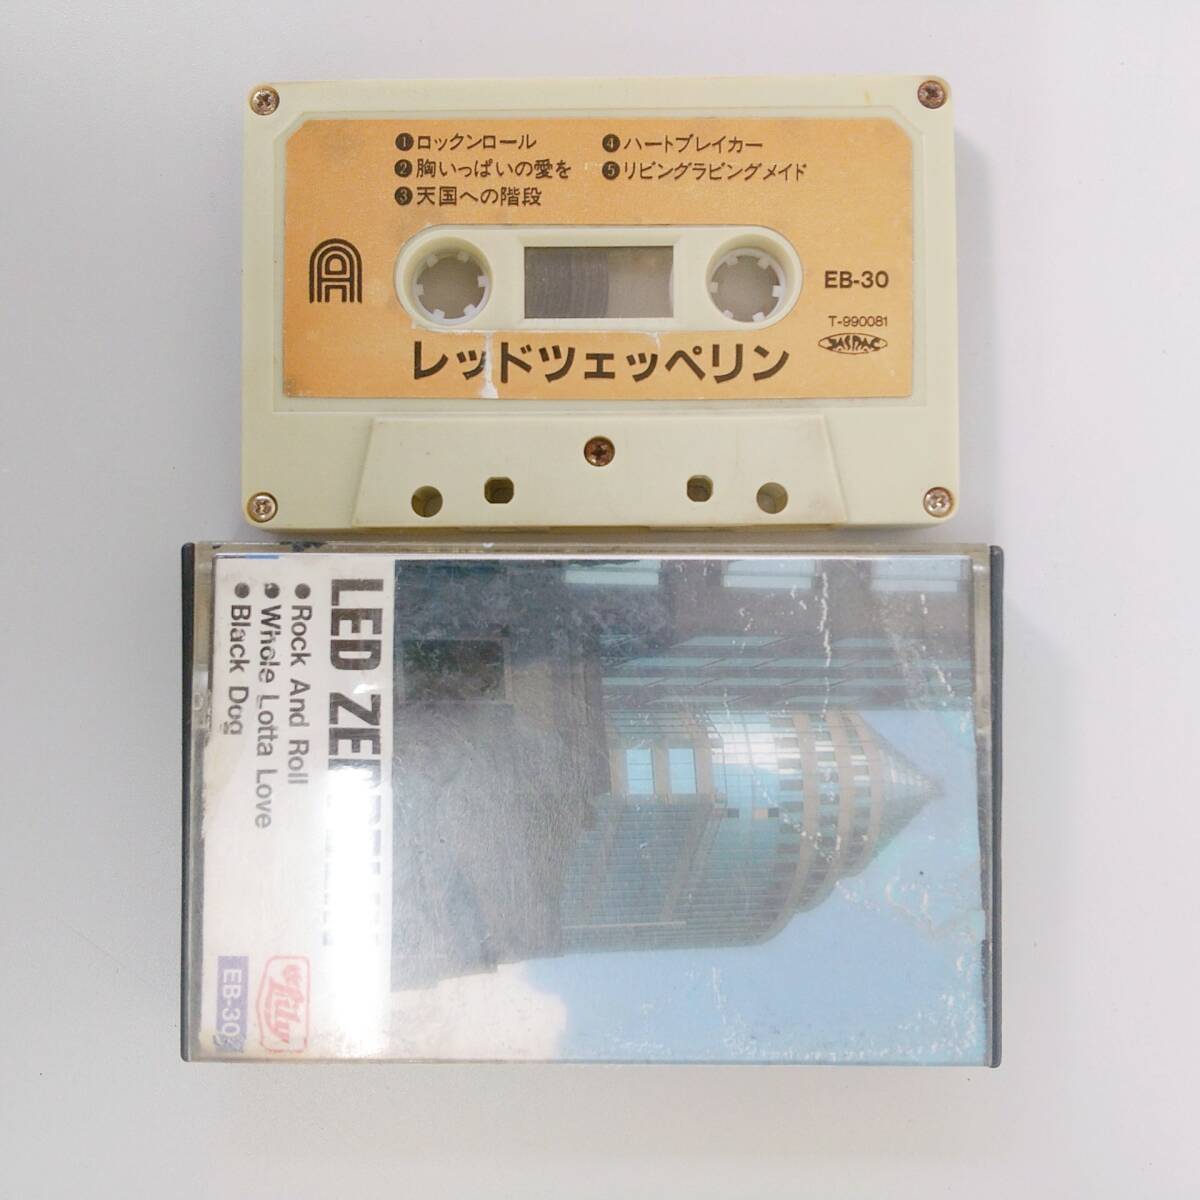 ❶ロックンロール
❷胸いっぱいの愛を
❸天国への階段
❹ハートブレイカー
❺リビングラビングメイド
A
EB-30
T-990081
JASRAC
レッドツェッペリン
LED ZEPPELIN
●Rock And Roll
●Whole Lotta Love
●Black Dog
EB-30